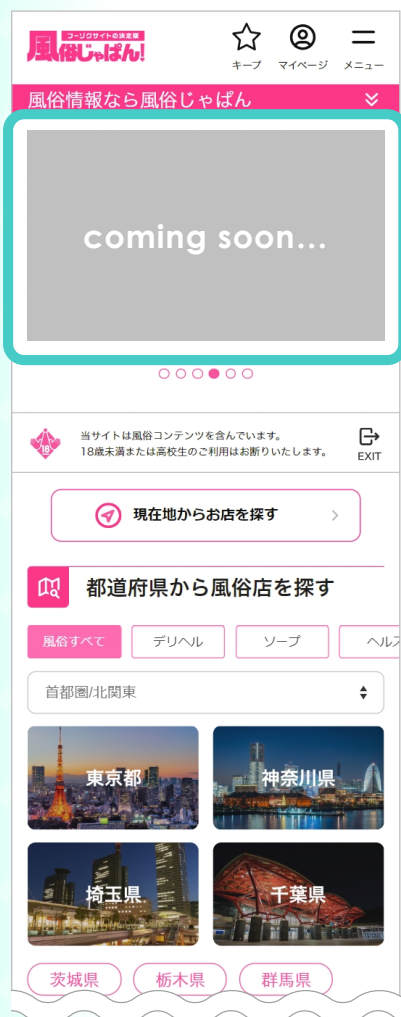 フーゾクサイトの決定版
風俗じゃぱん!
キープ
マイページ
メニュー
風俗情報なら風俗じゃぱん
coming soon...
18
当サイトは風俗コンテンツを含んでいます。
18歳未満または高校生のご利用はお断りいたします。
EXIT
現在地からお店を探す
都道府県から風俗店を探す
風俗すべて
デリヘル
ソープ
ヘルス
首都圏/北関東
東京都
神奈川県
埼玉県
千葉県
茨城県
栃木県
群馬県